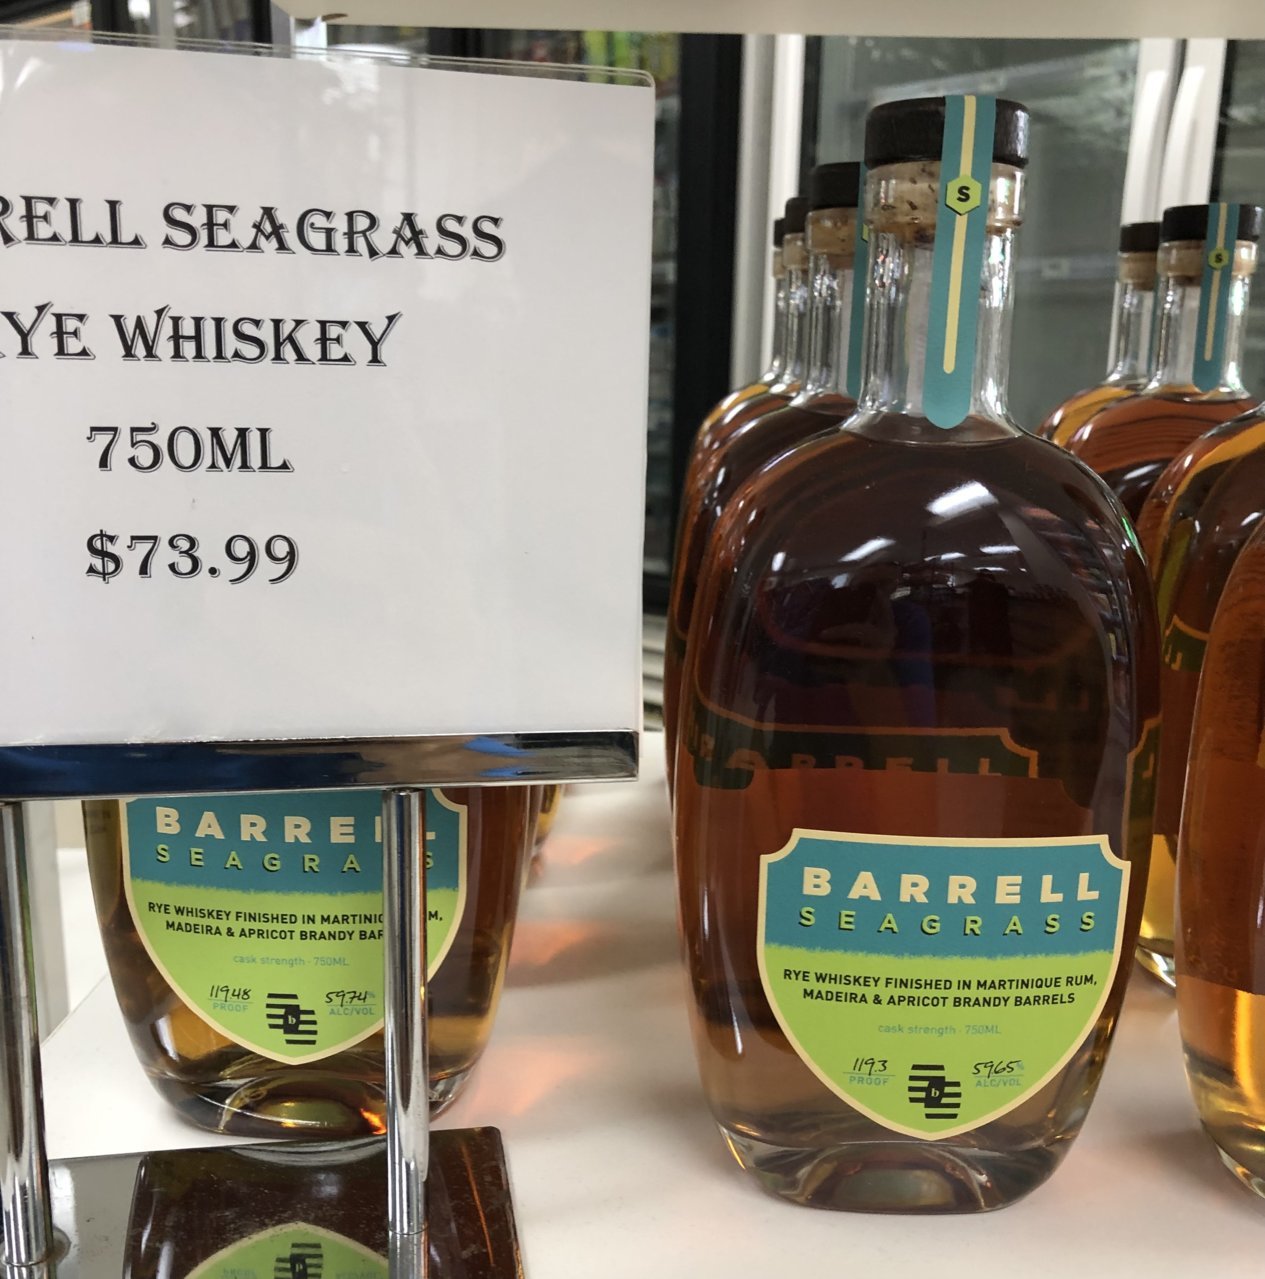 RELL SEAGRASS
YE WHISKEY
750ML
$73.99
S
S
BARRELL
SEAGRASS
RYE WHISKEY FINISHED IN MARTINIQUE RUM,
MADEIRA & APRICOT BRANDY BARRELS
cask strength · 750ML
119.3
PROOF
59.65%
ALC/VOL
b
BARREL
SEAGRA S
RYE WHISKEY FINISHED IN MARTINIQ UM,
MADEIRA & APRICOT BRANDY BAR
cask strength · 750ML
119.48
PROOF
59.74%
ALC/VOL
b
BARRELL